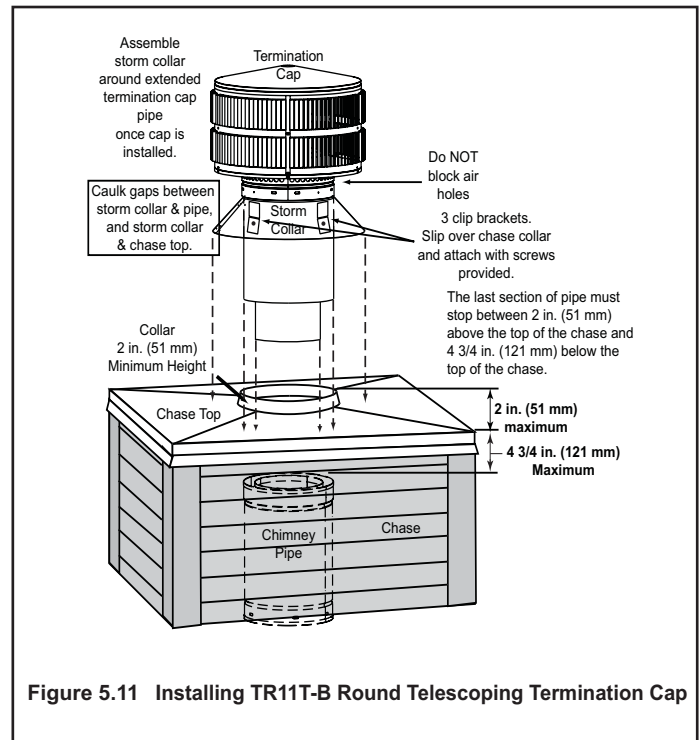 Assemble
storm collar
around extended
termination cap
pipe
once cap is
installed.
Termination
Cap
Do NOT
block air
holes
Caulk gaps between
storm collar & pipe,
and storm collar
& chase top.
Storm
Collar
3 clip brackets.
Slip over chase collar
and attach with screws
provided.
The last section of pipe must
stop between 2 in. (51 mm)
above the top of the chase and
4 3/4 in. (121 mm) below the
top of the chase.
Collar
2 in. (51 mm)
Minimum Height
Chase Top
2 in. (51 mm)
maximum
4 3/4 in. (121 mm)
Maximum
Chimney
Pipe
Chase
Figure 5.11 Installing TR11T-B Round Telescoping Termination Cap